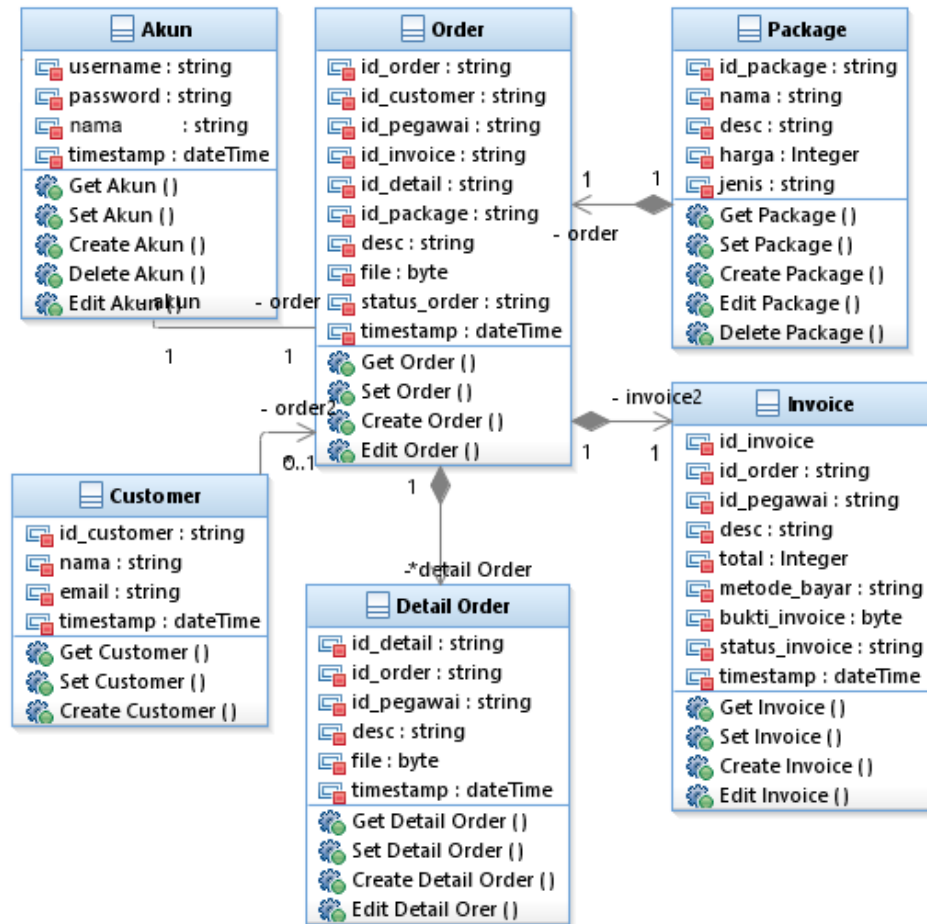 Akun
username : string
password : string
nama : string
timestamp : dateTime
Get Akun ()
Set Akun ()
Create Akun ()
Delete Akun ()
Edit Akun ()
- akun
1
- order
1
Order
id_order : string
id_customer : string
id_pegawai : string
id_invoice : string
id_detail : string
id_package : string
desc : string
file : byte
status_order : string
timestamp : dateTime
Get Order ()
Set Order ()
Create Order ()
Edit Order ()
1
1
- order
Package
id_package : string
nama : string
desc : string
harga : Integer
jenis : string
Get Package ()
Set Package ()
Create Package ()
Edit Package ()
Delete Package ()
- order2
*
0..1
Customer
id_customer : string
nama : string
email : string
timestamp : dateTime
Get Customer ()
Set Customer ()
Create Customer ()
1
- detail Order
*
Detail Order
id_detail : string
id_order : string
id_pegawai : string
desc : string
file : byte
timestamp : dateTime
Get Detail Order ()
Set Detail Order ()
Create Detail Order ()
Edit Detail Orer ()
- invoice2
1
1
Invoice
id_invoice
id_order : string
id_pegawai : string
desc : string
total : Integer
metode_bayar : string
bukti_invoice : byte
status_invoice : string
timestamp : dateTime
Get Invoice ()
Set Invoice ()
Create Invoice ()
Edit Invoice ()